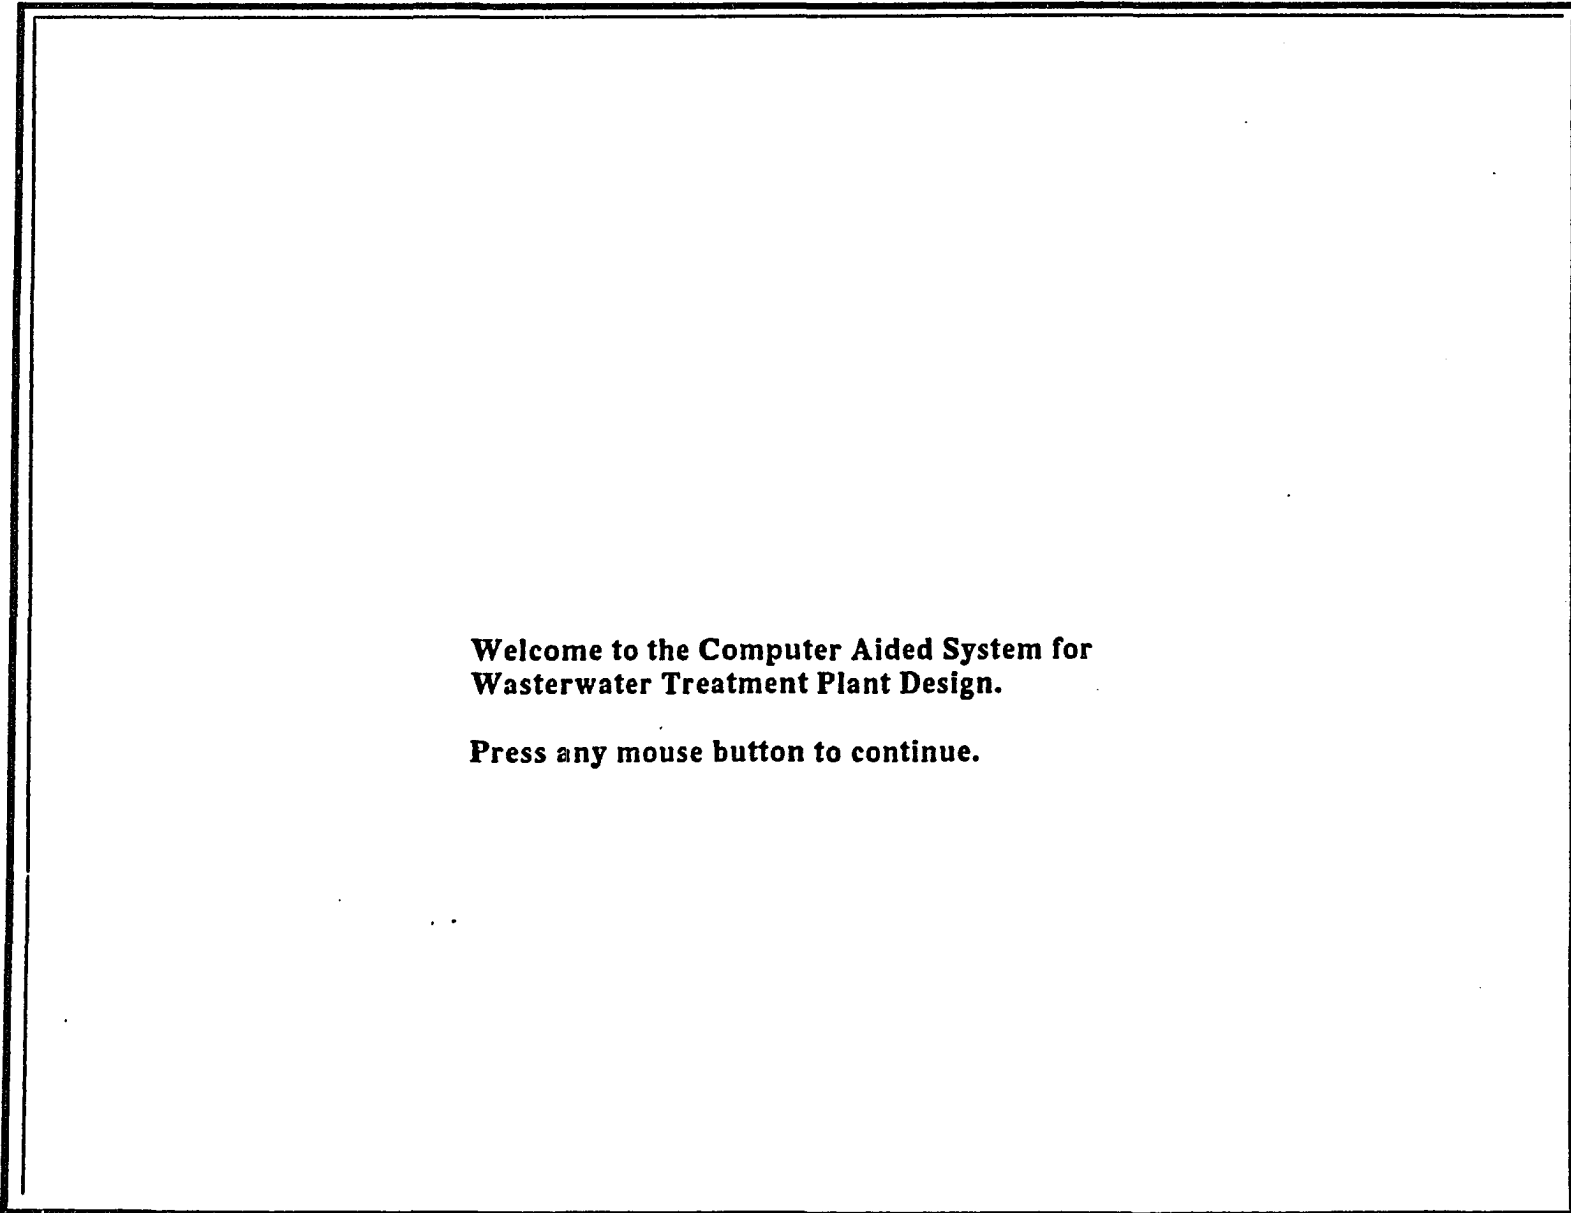 Welcome to the Computer Aided System for
Wasterwater Treatment Plant Design.
Press any mouse button to continue.